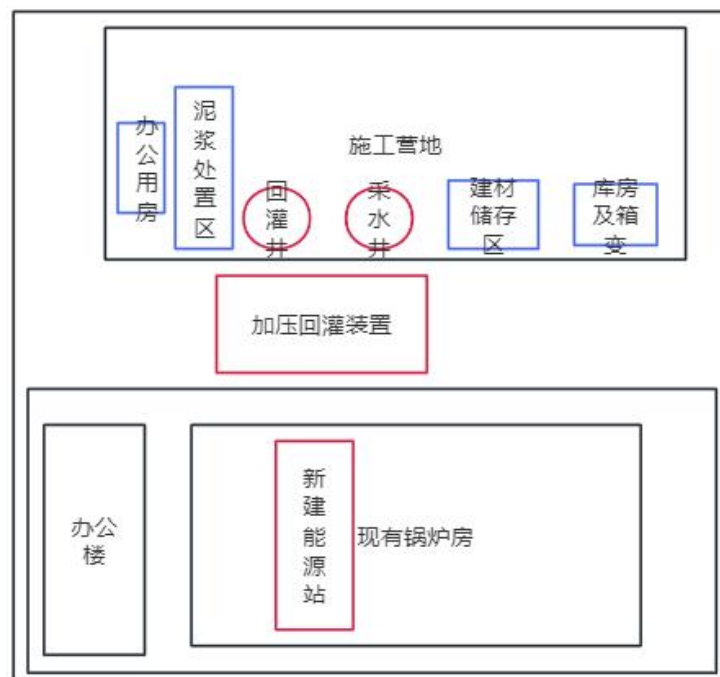 办公用房
泥浆处置区
施工营地
回灌井
采水井
建材
储存
区
库房
及箱
变
加压回灌装置
办公
楼
新建能源站
现有锅炉房